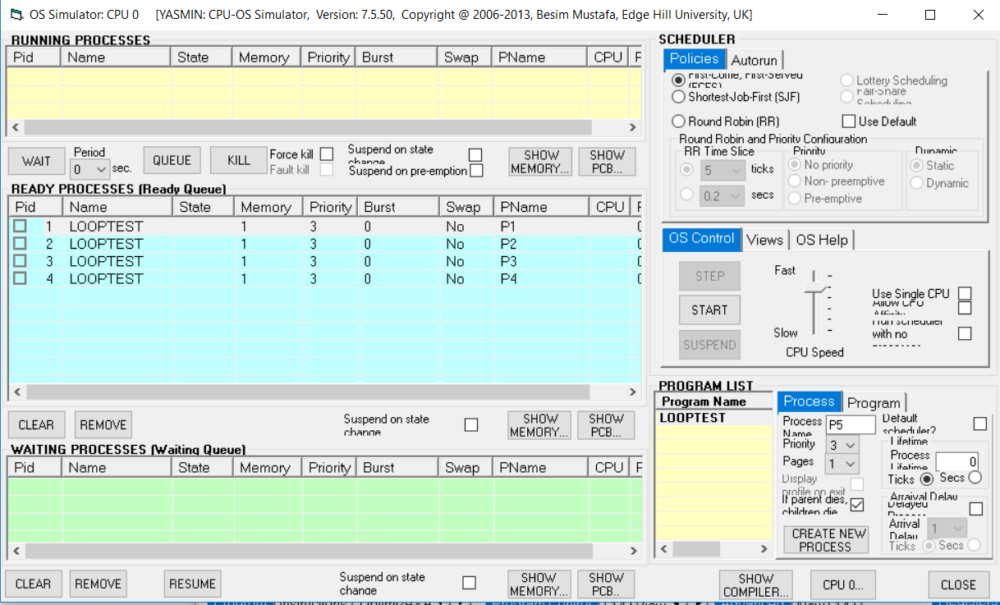 OS Simulator: CPU 0 [YASMIN: CPU-OS Simulator, Version: 7.5.50, Copyright @ 2006-2013, Besim Mustafa, Edge Hill University, UK]
RUNNING PROCESSES
Pid Name State Memory Priority Burst Swap PName CPU
WAIT
Period
0 sec.
QUEUE
KILL
Force kill
Fault kill
Suspend on state
change
Suspend on pre-emption
SHOW
MEMORY...
SHOW
PCB...
READY PROCESSES (Ready Queue)
Pid Name State Memory Priority Burst Swap PName CPU
1 LOOPTEST 1 3 0 No P1
2 LOOPTEST 1 3 0 No P2
3 LOOPTEST 1 3 0 No P3
4 LOOPTEST 1 3 0 No P4
CLEAR
REMOVE
Suspend on state
change
SHOW
MEMORY...
SHOW
PCB...
WAITING PROCESSES (Waiting Queue)
Pid Name State Memory Priority Burst Swap PName CPU
CLEAR
REMOVE
RESUME
Suspend on state
change
SHOW
MEMORY...
SHOW
PCB...
SCHEDULER
Policies Autorun
First-Come, First-Served
(FCFS)
Shortest-Job-First (SJF)
Round Robin (RR)
Lottery Scheduling
Fair-Share
Scheduling
Use Default
Round Robin and Priority Configuration
RR Time Slice
5 ticks
0.2 secs
Priority
No priority
Non- preemptive
Pre-emptive
Dynamic
Static
Dynamic
OS Control Views OS Help
STEP
START
SUSPEND
Fast
Slow
CPU Speed
Use Single CPU
Allow CPU
Affinity
Run scheduler
with no
PROGRAM LIST
Program Name
LOOPTEST
Process Program
Process
Name
P5
Priority 3
Pages 1
Display
profile on exit
If parent dies,
children die
CREATE NEW
PROCESS
Default
scheduler?
Lifetime
Process
Lifetime
0
Ticks Secs
Arraival Delay
Delayed
Process
Arrival
Delay
1
Ticks Secs
SHOW
COMPILER...
CPU 0...
CLOSE